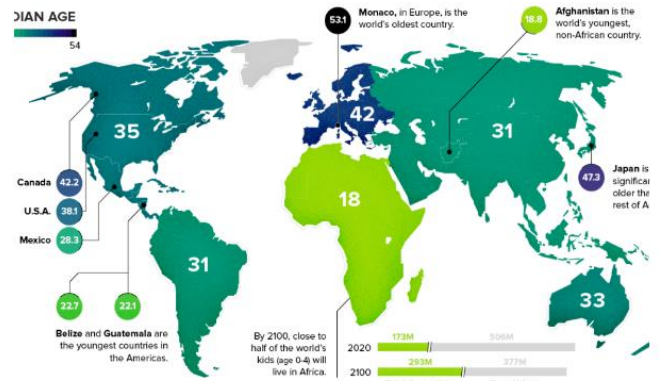 DIAN AGE
54
53.1
Monaco, in Europe, is the
world's oldest country.
18.8
Afghanistan is the
world's youngest,
non-African country.
35
42
31
Canada 42.2
U.S.A. 38.1
Mexico 28.3
47.3
Japan is
significa
older tha
rest of A
18
31
33
22.7
22.1
Belize and Guatemala are
the youngest countries in
the Americas.
By 2100, close to
half of the world's
kids (age 0-4) will
live in Africa.
173M
506M
2020
293M
377M
2100